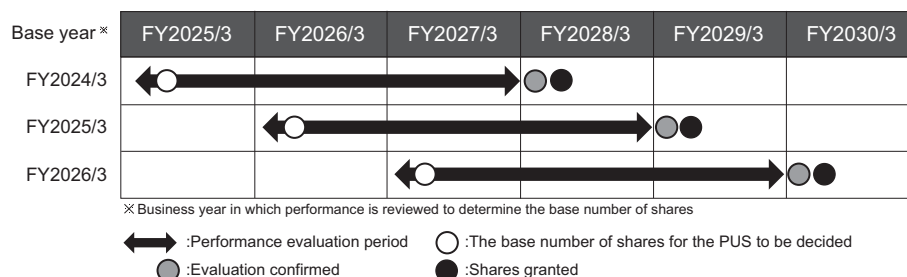 Base year ※ FY2025/3 FY2026/3 FY2027/3 FY2028/3 FY2029/3 FY2030/3
FY2024/3
FY2025/3
FY2026/3
※ Business year in which performance is reviewed to determine the base number of shares
:Performance evaluation period :The base number of shares for the PUS to be decided
:Evaluation confirmed :Shares granted